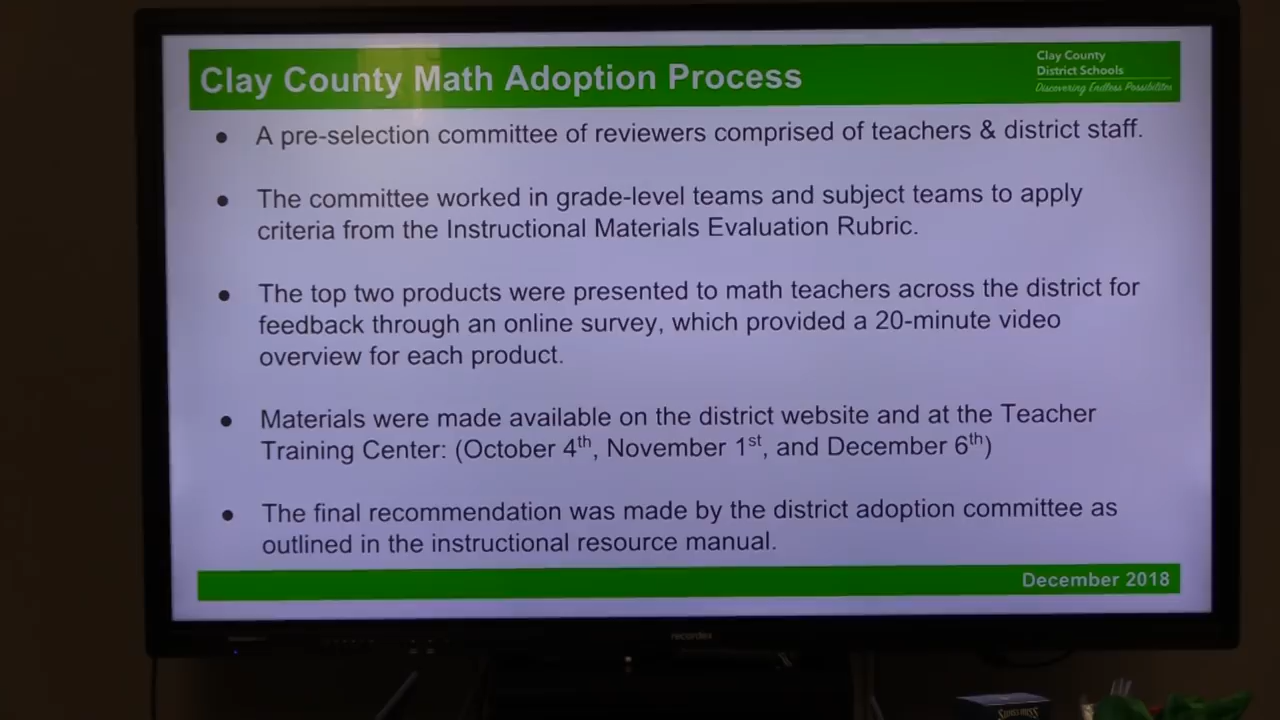 Clay County Math Adoption Process
Clay County
District Schools
Discovering Endless Possibilities
• A pre-selection committee of reviewers comprised of teachers & district staff.
• The committee worked in grade-level teams and subject teams to apply
criteria from the Instructional Materials Evaluation Rubric.
• The top two products were presented to math teachers across the district for
feedback through an online survey, which provided a 20-minute video
overview for each product.
• Materials were made available on the district website and at the Teacher
Training Center: (October 4th, November 1st, and December 6th)
• The final recommendation was made by the district adoption committee as
outlined in the instructional resource manual.
December 2018
recordex